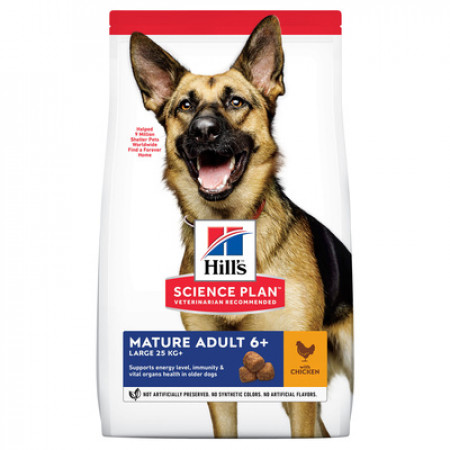 Helped
9 Million
Shelter Pets
Worldwide
Find a Forever
Home
Hill's
SCIENCE PLAN™
VETERINARIAN RECOMMENDED
MATURE ADULT 6+
LARGE 25 KG+
Supports energy level, immunity &
vital organs health in older dogs
with
CHICKEN
NOT ARTIFICIALLY PRESERVED. NO SYNTHETIC COLORS. NO ARTIFICIAL FLAVORS.